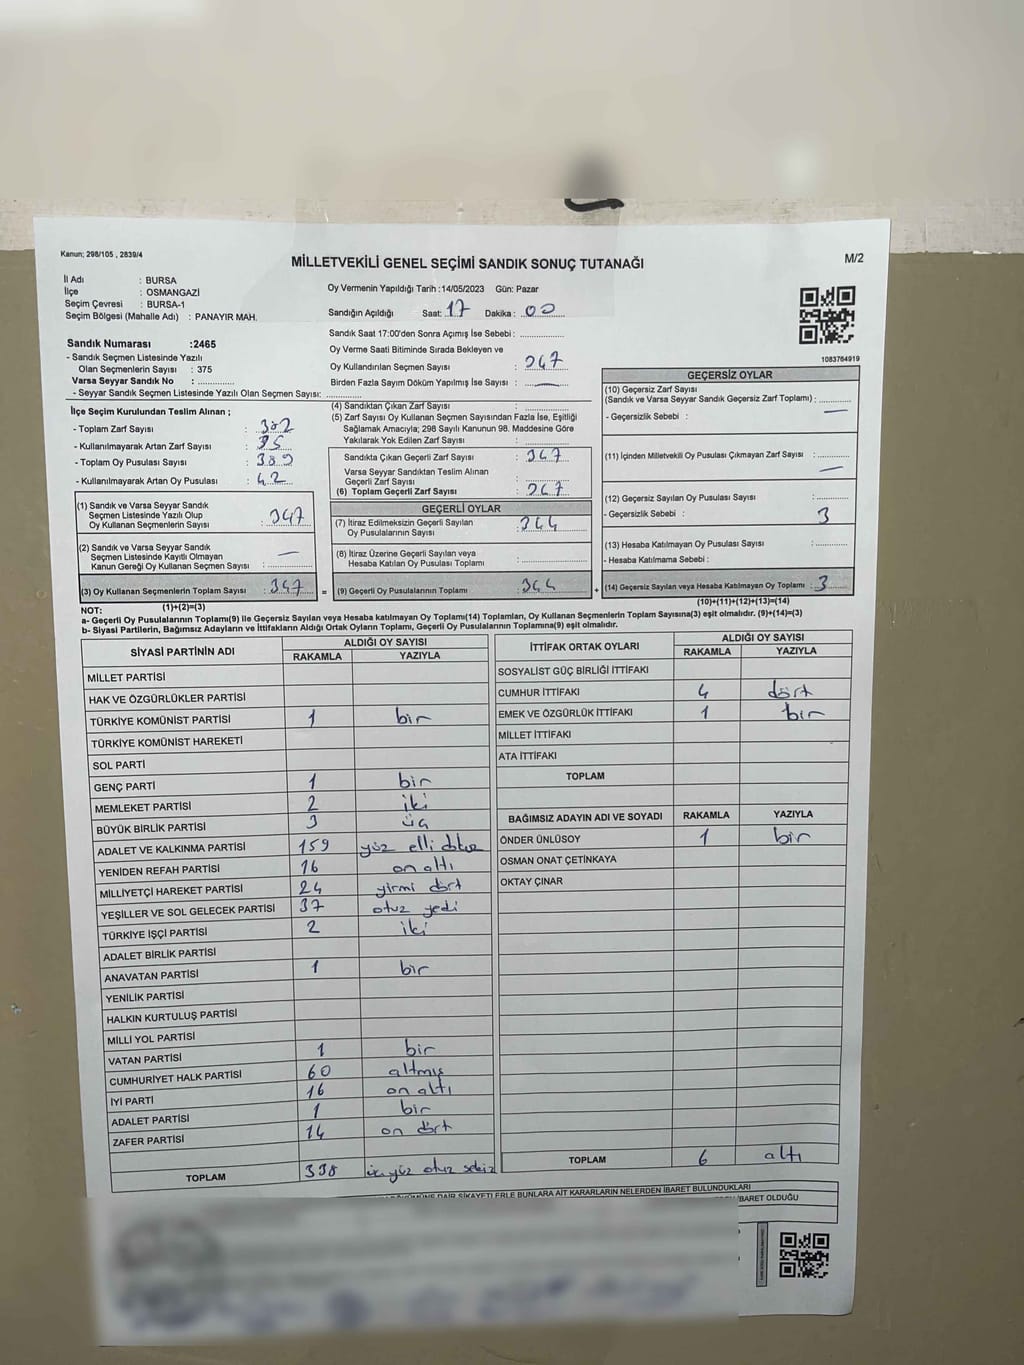 Kanun; 298/105 , 2839/4
MİLLETVEKİLİ GENEL SEÇİMİ SANDIK SONUÇ TUTANAĞI
M/2
İl Adı : BURSA
İlçe : OSMANGAZİ
Seçim Çevresi : BURSA-1
Seçim Bölgesi (Mahalle Adı) : PANAYIR MAH.
Sandık Numarası :2465
- Sandık Seçmen Listesinde Yazılı
Olan Seçmenlerin Sayısı : 375
Varsa Seyyar Sandık No :
- Seyyar Sandık Seçmen Listesinde Yazılı Olan Seçmen Sayısı:
Oy Vermenin Yapıldığı Tarih :14/05/2023 Gün: Pazar
Sandığın Açıldığı Saat: 17 Dakika: 00
Sandık Saat 17:00'den Sonra Açımış İse Sebebi :
Oy Verme Saati Bitiminde Sırada Bekleyen ve
Oy Kullandırılan Seçmen Sayısı : 347
Birden Fazla Sayım Döküm Yapılmış İse Sayısı : —
1083764919
İlçe Seçim Kurulundan Teslim Alınan ;
- Toplam Zarf Sayısı : 382
- Kullanılmayarak Artan Zarf Sayısı : 35
- Toplam Oy Pusulası Sayısı : 389
- Kullanılmayarak Artan Oy Pusulası : 42
(1) Sandık ve Varsa Seyyar Sandık
Seçmen Listesinde Yazılı Olup
Oy Kullanan Seçmenlerin Sayısı : 347
(2) Sandık ve Varsa Seyyar Sandık
Seçmen Listesinde Kayıtlı Olmayan
Kanun Gereği Oy Kullanan Seçmen Sayısı : —
(3) Oy Kullanan Seçmenlerin Toplam Sayısı : 347
(1)+(2)=(3)
(4) Sandıktan Çıkan Zarf Sayısı :
(5) Zarf Sayısı Oy Kullanan Seçmen Sayısından Fazla İse, Eşitliği
Sağlamak Amacıyla; 298 Sayılı Kanunun 98. Maddesine Göre
Yakılarak Yok Edilen Zarf Sayısı :
Sandıkta Çıkan Geçerli Zarf Sayısı : 347
Varsa Seyyar Sandıktan Teslim Alınan
Geçerli Zarf Sayısı :
(6) Toplam Geçerli Zarf Sayısı : 347
GEÇERLİ OYLAR
(7) İtiraz Edilmeksizin Geçerli Sayılan
Oy Pusulalarının Sayısı : 344
(8) İtiraz Üzerine Geçerli Sayılan veya
Hesaba Katılan Oy Pusulası Toplamı :
= (9) Geçerli Oy Pusulalarının Toplamı : 344
GEÇERSİZ OYLAR
(10) Geçersiz Zarf Sayısı
(Sandık ve Varsa Seyyar Sandık Geçersiz Zarf Toplamı) :
- Geçersizlik Sebebi : —
(11) İçinden Milletvekili Oy Pusulası Çıkmayan Zarf Sayısı : —
(12) Geçersiz Sayılan Oy Pusulası Sayısı :
- Geçersizlik Sebebi : 3
(13) Hesaba Katılmayan Oy Pusulası Sayısı :
- Hesaba Katılmama Sebebi :
+ (14) Geçersiz Sayılan veya Hesaba Katılmayan Oy Toplamı : 3
(10)+(11)+(12)+(13)=(14)
NOT:
a- Geçerli Oy Pusulalarının Toplamı(9) ile Geçersiz Sayılan veya Hesaba katılmayan Oy Toplamı(14) Toplamları, Oy Kullanan Seçmenlerin Toplam Sayısına(3) eşit olmalıdır. (9)+(14)=(3)
b- Siyasi Partilerin, Bağımsız Adayların ve İttifakların Aldığı Ortak Oyların Toplamı, Geçerli Oy Pusulalarının Toplamına(9) eşit olmalıdır.
SİYASİ PARTİNİN ADI ALDIĞI OY SAYISI
RAKAMLA YAZIYLA
MİLLET PARTİSİ
HAK VE ÖZGÜRLÜKLER PARTİSİ
TÜRKİYE KOMÜNİST PARTİSİ 1 bir
TÜRKİYE KOMÜNİST HAREKETİ
SOL PARTİ
GENÇ PARTİ 1 bir
MEMLEKET PARTİSİ 2 iki
BÜYÜK BİRLİK PARTİSİ 3 üç
ADALET VE KALKINMA PARTİSİ 159 yüz elli dokuz
YENİDEN REFAH PARTİSİ 16 on altı
MİLLİYETÇİ HAREKET PARTİSİ 24 yirmi dört
YEŞİLLER VE SOL GELECEK PARTİSİ 37 otuz yedi
TÜRKİYE İŞÇİ PARTİSİ 2 iki
ADALET BİRLİK PARTİSİ
ANAVATAN PARTİSİ 1 bir
YENİLİK PARTİSİ
HALKIN KURTULUŞ PARTİSİ
MİLLİ YOL PARTİSİ
VATAN PARTİSİ 1 bir
CUMHURİYET HALK PARTİSİ 60 altmış
İYİ PARTİ 16 on altı
ADALET PARTİSİ 1 bir
ZAFER PARTİSİ 14 on dört
TOPLAM 338 üç yüz otuz sekiz
İTTİFAK ORTAK OYLARI ALDIĞI OY SAYISI
RAKAMLA YAZIYLA
SOSYALİST GÜÇ BİRLİĞİ İTTİFAKI
CUMHUR İTTİFAKI 4 dört
EMEK VE ÖZGÜRLÜK İTTİFAKI 1 bir
MİLLET İTTİFAKI
ATA İTTİFAKI
TOPLAM
BAĞIMSIZ ADAYIN ADI VE SOYADI RAKAMLA YAZIYLA
ÖNDER ÜNLÜSOY 1 bir
OSMAN ONAT ÇETİNKAYA
OKTAY ÇINAR
TOPLAM 6 altı
DAİR ŞİKAYETLERLE BUNLARA AİT KARARLARIN NELERDEN İBARET BULUNDUKLARI
İBARET OLDUĞU